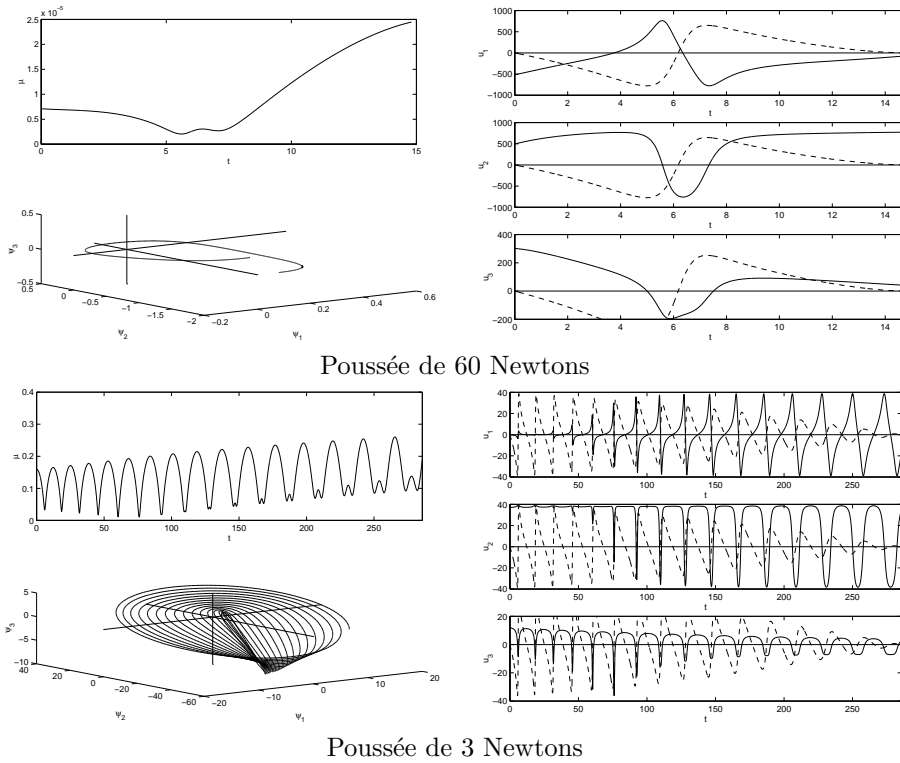 x 10⁻⁵
2.5
2
1.5
1
0.5
0
μ
0 5 10 15
t
0.5
0
−0.5
ψ₃
0.5
0
−0.5
−1
−1.5
−2
ψ₂
−0.2
0
0.2
0.4
0.6
ψ₁
1000
500
0
−500
−1000
u₁
0 2 4 6 8 10 12 14
t
1000
500
0
−500
1000
u₂
0 2 4 6 8 10 12 14
t
400
200
0
−200
u₃
0 2 4 6 8 10 12 14
t
Poussée de 60 Newtons
0.4
0.3
0.2
0.1
0
μ
0 50 100 150 200 250
t
5
0
−5
−10
ψ₃
40
20
0
−20
−40
−60
ψ₂
−20
−10
0
10
20
ψ₁
40
20
0
−20
−40
u₁
0 50 100 150 200 250
t
40
20
0
−20
−40
u₂
0 50 100 150 200 250
t
20
0
−20
−40
u₃
0 50 100 150 200 250
t
Poussée de 3 Newtons